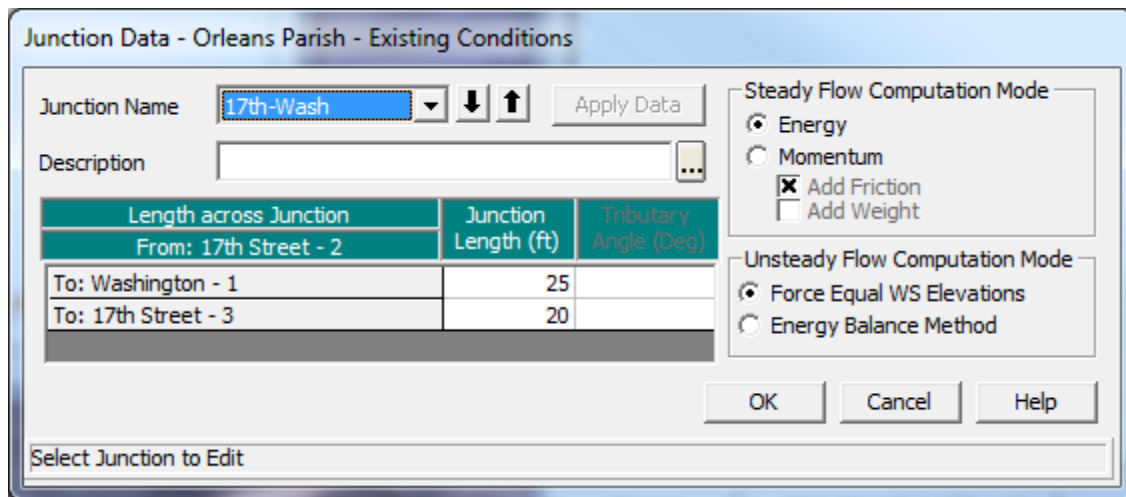 Junction Data - Orleans Parish - Existing Conditions
Junction Name 17th-Wash Apply Data
Description ...
Length across Junction Junction Length (ft) Tributary Angle (Deg)
From: 17th Street - 2
To: Washington - 1 25
To: 17th Street - 3 20
Steady Flow Computation Mode
Energy
Momentum
Add Friction
Add Weight
Unsteady Flow Computation Mode
Force Equal WS Elevations
Energy Balance Method
OK Cancel Help
Select Junction to Edit